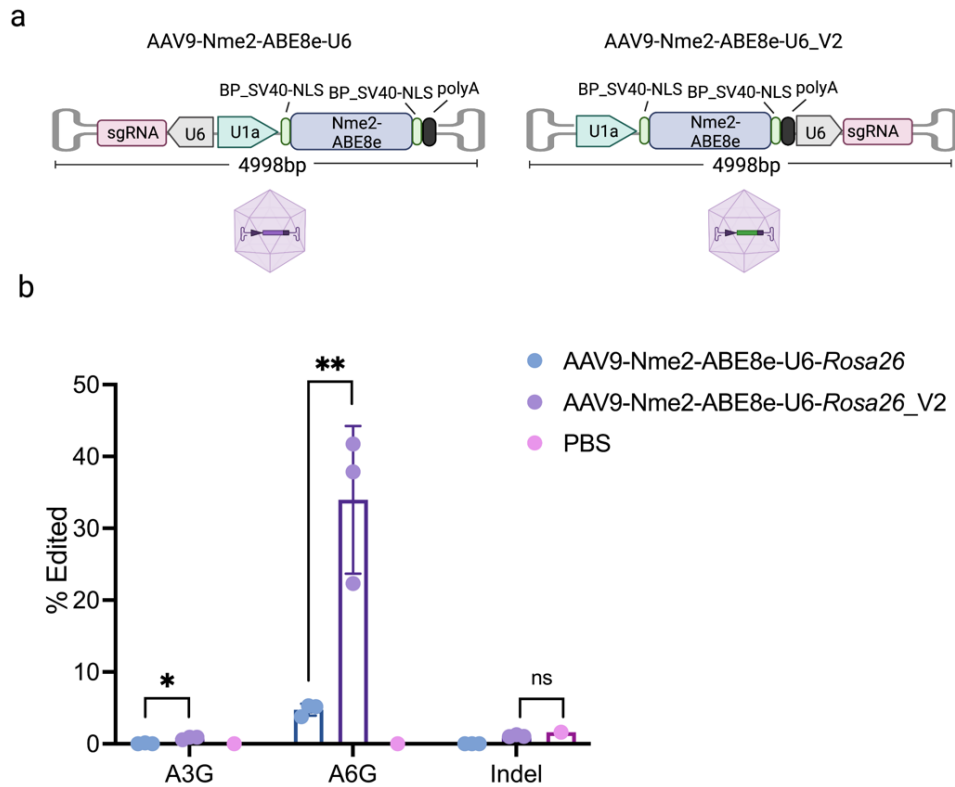 a
AAV9-Nme2-ABE8e-U6
AAV9-Nme2-ABE8e-U6_V2
BP_SV40-NLS
BP_SV40-NLS
polyA
sgRNA
U6
U1a
Nme2-
ABE8e
4998bp
BP_SV40-NLS
BP_SV40-NLS
polyA
U1a
Nme2-
ABE8e
U6
sgRNA
4998bp
b
% Edited
50
40
30
20
10
0
*
**
ns
A3G
A6G
Indel
AAV9-Nme2-ABE8e-U6-Rosa26
AAV9-Nme2-ABE8e-U6-Rosa26_V2
PBS